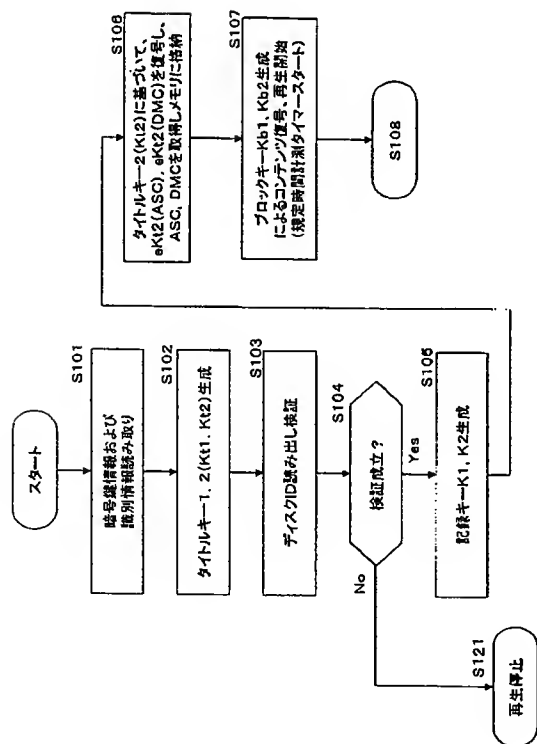 スタート
S101
暗号鍵情報および
識別情報読み取り
S102
タイトルキー1, 2(Kt1, Kt2)生成
S103
ディスクID読み出し検証
S104
検証成立?
No
Yes
S105
記録キーK1, K2生成
S121
再生停止
S106
タイトルキー2(Kt2)に基づいて、
eKt2(ASC), eKt2(DMC)を復号し、
ASC, DMCを取得しメモリに格納
S107
ブロックキーKb1, Kb2生成
によるコンテンツ復号、再生開始
(規定時間計測タイマースタート)
S108